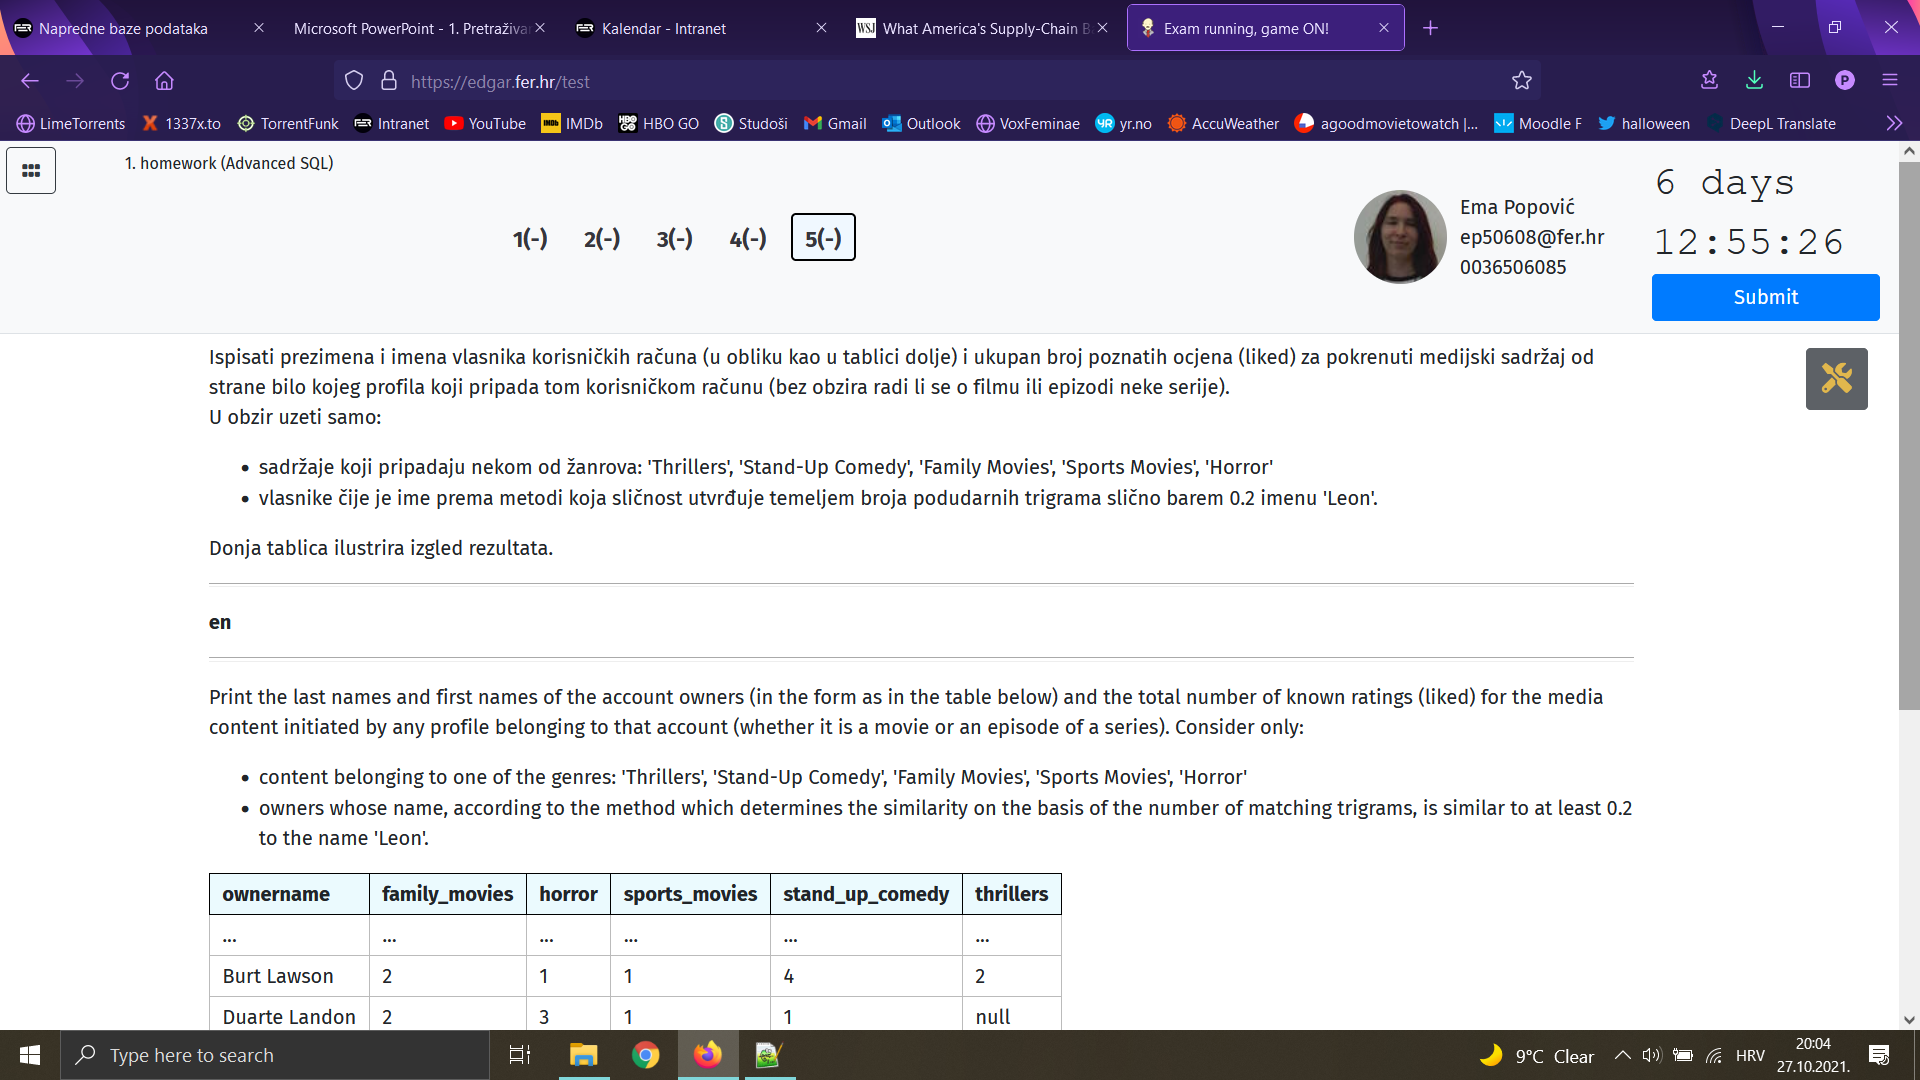 Napredne baze podataka
Microsoft PowerPoint - 1. Pretraživa
Kalendar - Intranet
WSJ What America's Supply-Chain B
Exam running, game ON!
https://edgar.fer.hr/test
LimeTorrents 1337x.to TorrentFunk Intranet YouTube IMDb HBO GO Studoši Gmail Outlook VoxFeminae yr.no AccuWeather agoodmovietowatch |... Moodle F halloween DeepL Translate
1. homework (Advanced SQL)
1(-) 2(-) 3(-) 4(-) 5(-)
Ema Popović
ep50608@fer.hr
0036506085
6 days
12:55:26
Submit
Ispisati prezimena i imena vlasnika korisničkih računa (u obliku kao u tablici dolje) i ukupan broj poznatih ocjena (liked) za pokrenuti medijski sadržaj od
strane bilo kojeg profila koji pripada tom korisničkom računu (bez obzira radi li se o filmu ili epizodi neke serije).
U obzir uzeti samo:
• sadržaje koji pripadaju nekom od žanrova: 'Thrillers', 'Stand-Up Comedy', 'Family Movies', 'Sports Movies', 'Horror'
• vlasnike čije je ime prema metodi koja sličnost utvrđuje temeljem broja podudarnih trigrama slično barem 0.2 imenu 'Leon'.
Donja tablica ilustrira izgled rezultata.
en
Print the last names and first names of the account owners (in the form as in the table below) and the total number of known ratings (liked) for the media
content initiated by any profile belonging to that account (whether it is a movie or an episode of a series). Consider only:
• content belonging to one of the genres: 'Thrillers', 'Stand-Up Comedy', 'Family Movies', 'Sports Movies', 'Horror'
• owners whose name, according to the method which determines the similarity on the basis of the number of matching trigrams, is similar to at least 0.2
to the name 'Leon'.
ownername family_movies horror sports_movies stand_up_comedy thrillers
... ... ... ... ... ...
Burt Lawson 2 1 1 4 2
Duarte Landon 2 3 1 1 null
Type here to search
9°C Clear
HRV
20:04
27.10.2021.